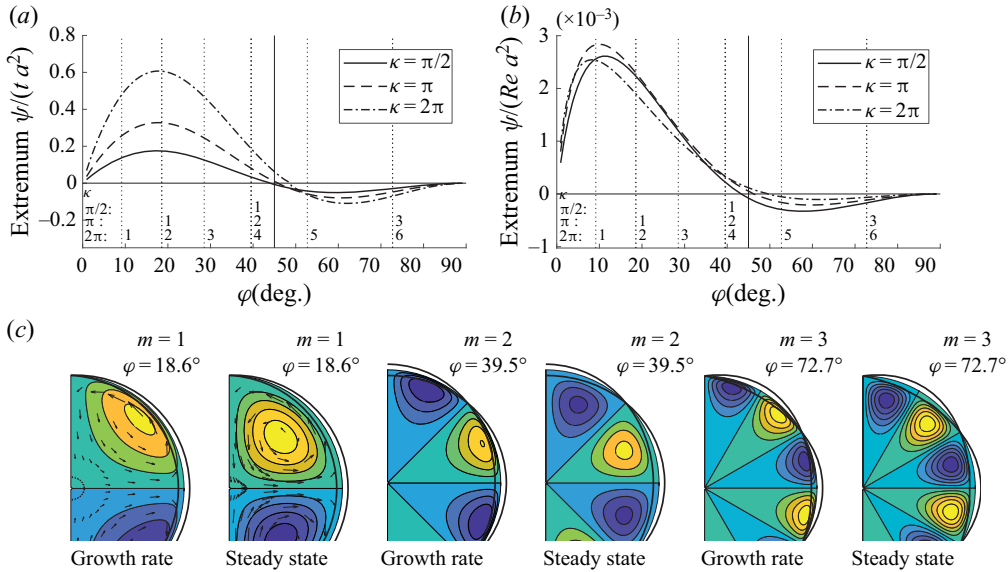 (a)
Extremum ψ/(t a²)
0.8
0.6
0.4
0.2
0
−0.2
κ = π/2
κ = π
κ = 2π
κ
π/2:
π :
2π:
1
1
2
3
1
2
4
5
3
6
0 10 20 30 40 50 60 70 80 90
φ(deg.)
(b)
(×10⁻³)
Extremum ψ/(Re a²)
3
2
1
0
−1
κ = π/2
κ = π
κ = 2π
κ
π/2:
π :
2π:
1
1
2
3
1
2
4
5
3
6
0 10 20 30 40 50 60 70 80 90
φ(deg.)
(c)
m = 1
φ = 18.6°
Growth rate
m = 1
φ = 18.6°
Steady state
m = 2
φ = 39.5°
Growth rate
m = 2
φ = 39.5°
Steady state
m = 3
φ = 72.7°
Growth rate
m = 3
φ = 72.7°
Steady state